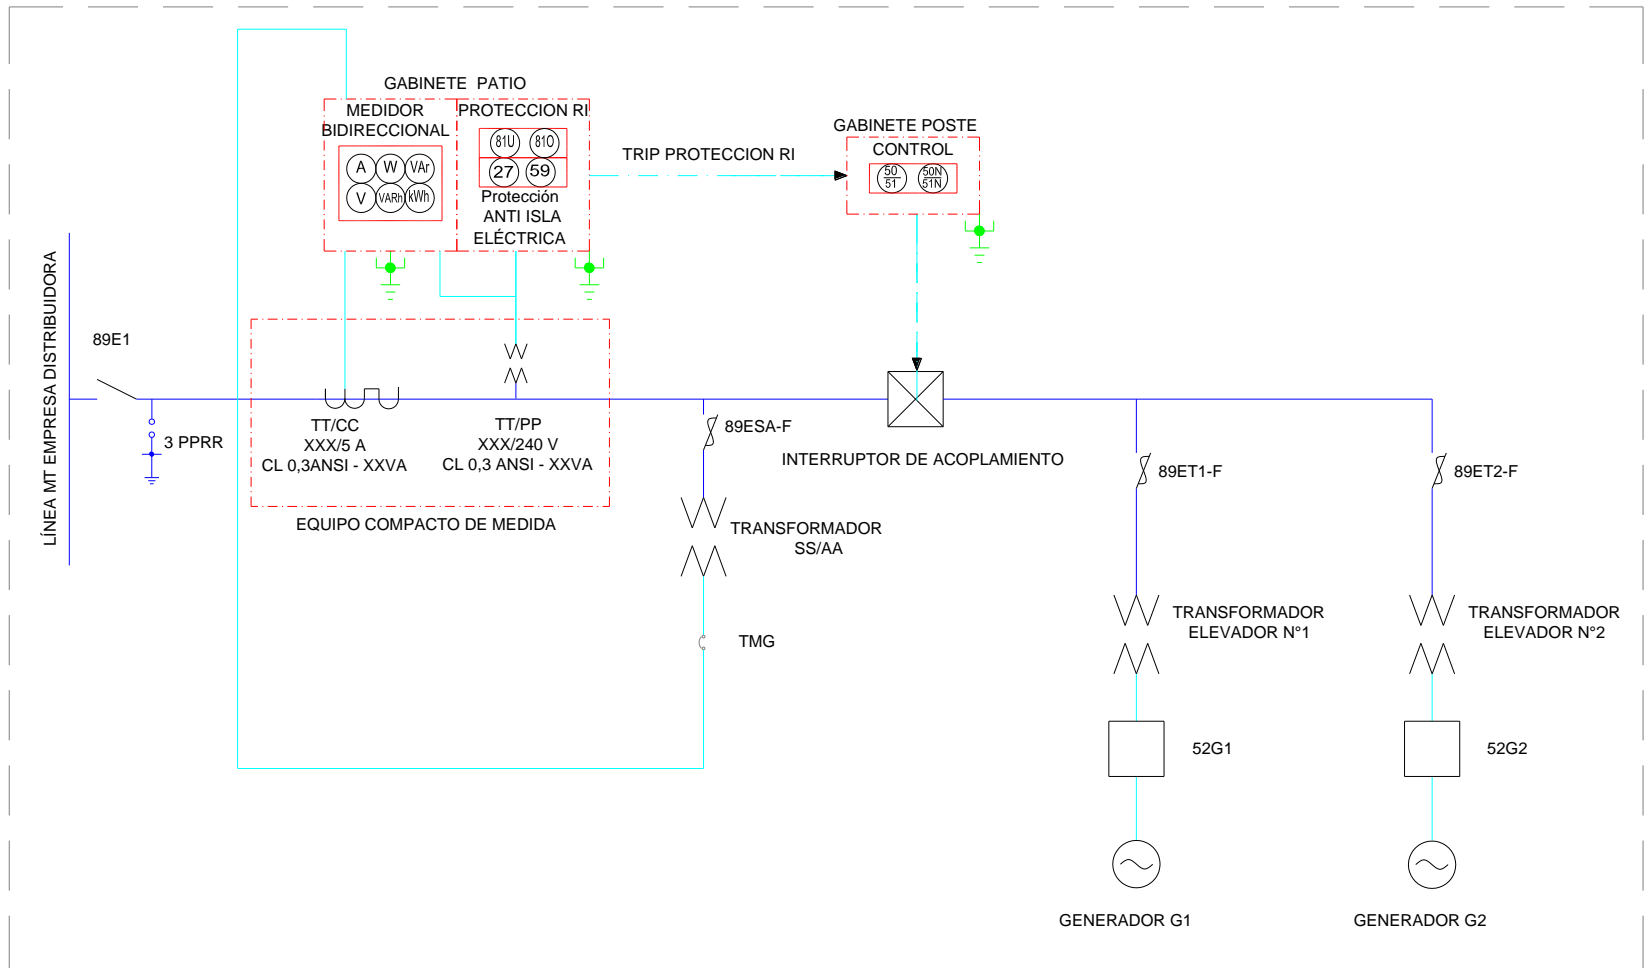 GABINETE PATIO
MEDIDOR
BIDIRECCIONAL
A W VAr
V VARh kWh
PROTECCION RI
81U 81O
27 59
Protección
ANTI ISLA
ELÉCTRICA
TRIP PROTECCION RI
GABINETE POSTE
CONTROL
50 50N
51 51N
LÍNEA MT EMPRESA DISTRIBUIDORA
89E1
3 PPRR
TT/CC
XXX/5 A
CL 0,3ANSI - XXVA
TT/PP
XXX/240 V
CL 0,3 ANSI - XXVA
EQUIPO COMPACTO DE MEDIDA
89ESA-F
TRANSFORMADOR
SS/AA
TMG
INTERRUPTOR DE ACOPLAMIENTO
89ET1-F
89ET2-F
TRANSFORMADOR
ELEVADOR N°1
TRANSFORMADOR
ELEVADOR N°2
52G1
52G2
GENERADOR G1
GENERADOR G2